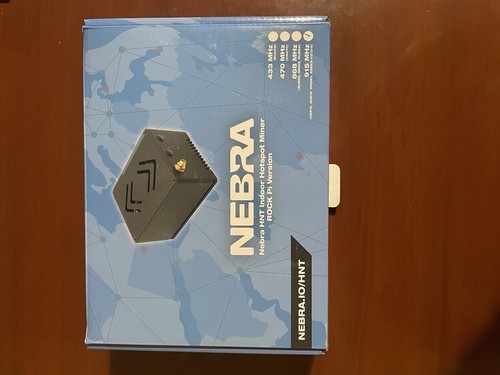 433 MHz
470 MHz
868 MHz
915 MHz
NEBRA
Nebra HNT Indoor Hotspot Miner
ROCK Pi Version
NEBRA.IO/HNT